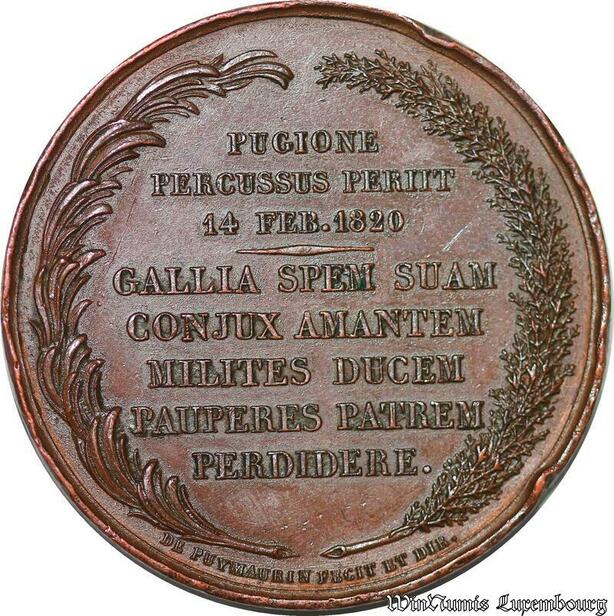 PUGIONE
PERCUSSUS PERIIT
14 FEB. 1820
GALLIA SPEM SUAM
CONJUX AMANTEM
MILITES DUCEM
PAUPERES PATREM
PERDIDERE.
DE PUYMAURIN FECIT ET DIE.
WinNumis Luxembourg